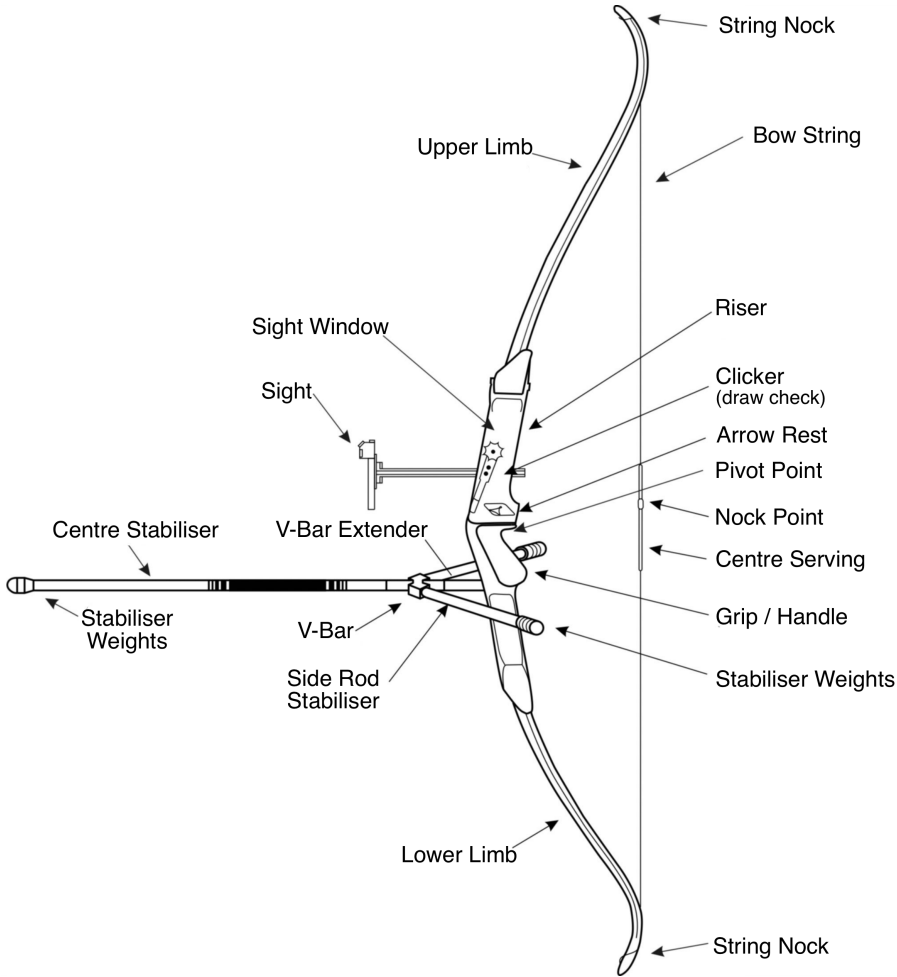 String Nock
Bow String
Upper Limb
Riser
Sight Window
Clicker
(draw check)
Sight
Arrow Rest
Pivot Point
Nock Point
Centre Stabiliser
V-Bar Extender
Centre Serving
Stabiliser
Weights
Grip / Handle
V-Bar
Side Rod
Stabiliser
Stabiliser Weights
Lower Limb
String Nock